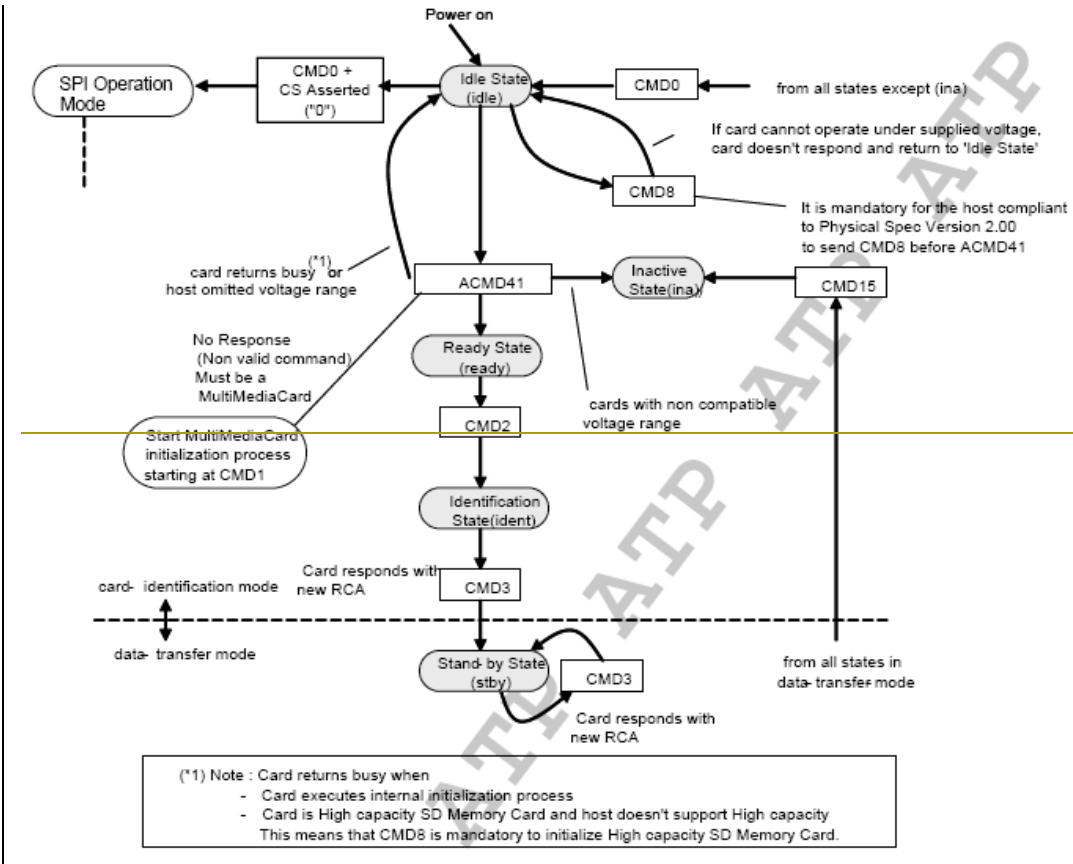 Power on
SPI Operation
Mode
CMD0 +
CS Asserted
("0")
Idle State
(idle)
CMD0
from all states except (ina)
If card cannot operate under supplied voltage,
card doesn't respond and return to 'Idle State'
CMD8
It is mandatory for the host compliant
to Physical Spec Version 2.00
to send CMD8 before ACMD41
card returns busy (*1) or
host omitted voltage range
ACMD41
Inactive
State(ina)
CMD15
No Response
(Non valid command)
Must be a
MultiMediaCard
Ready State
(ready)
cards with non compatible
voltage range
CMD2
Start MultiMediaCard
initialization process
starting at CMD1
Identification
State(ident)
Card responds with
new RCA
CMD3
card- identification mode
data- transfer mode
Stand- by State
(stby)
CMD3
from all states in
data- transfer mode
Card responds with
new RCA
(*1) Note : Card returns busy when
- Card executes internal initialization process
- Card is High capacity SD Memory Card and host doesn't support High capacity
This means that CMD8 is mandatory to initialize High capacity SD Memory Card.
ATP ATP ATP ATP